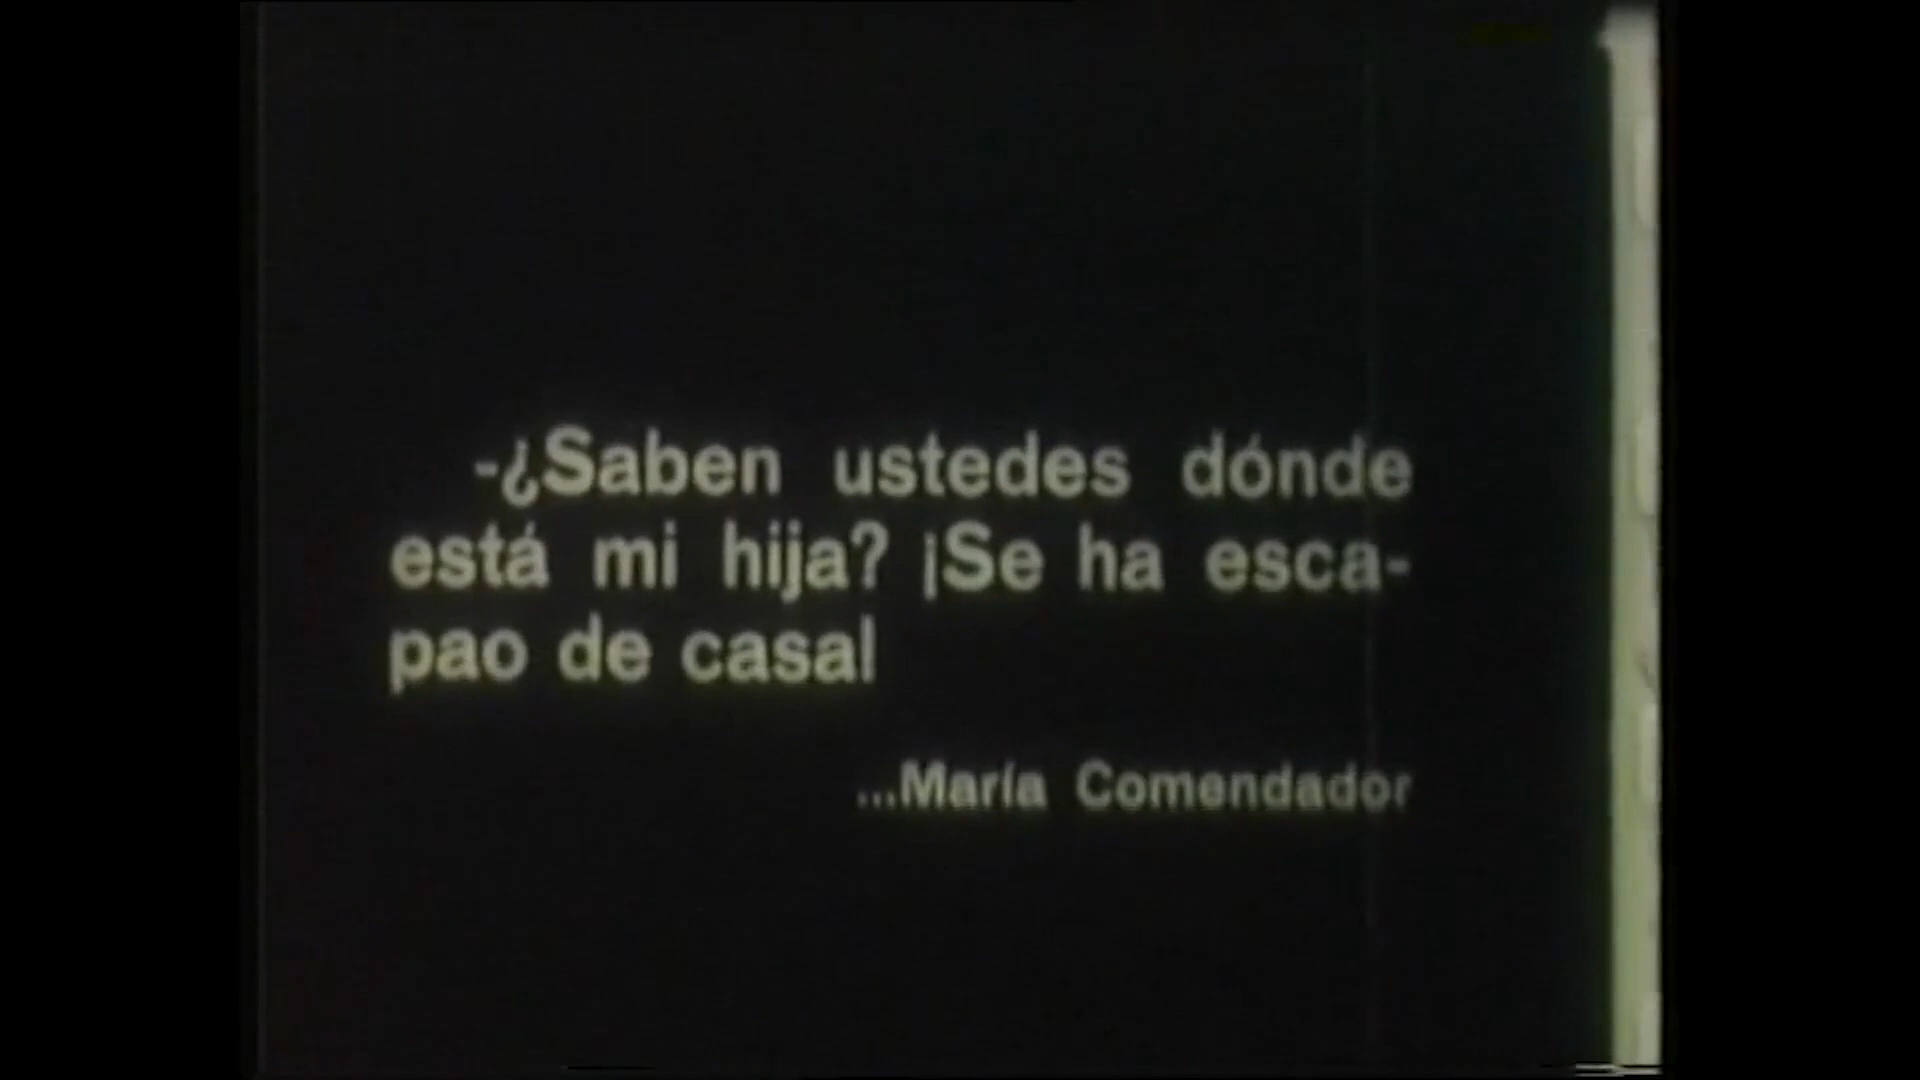 -¿Saben ustedes dónde
está mi hija? ¡Se ha esca-
pao de casa!
...María Comendador